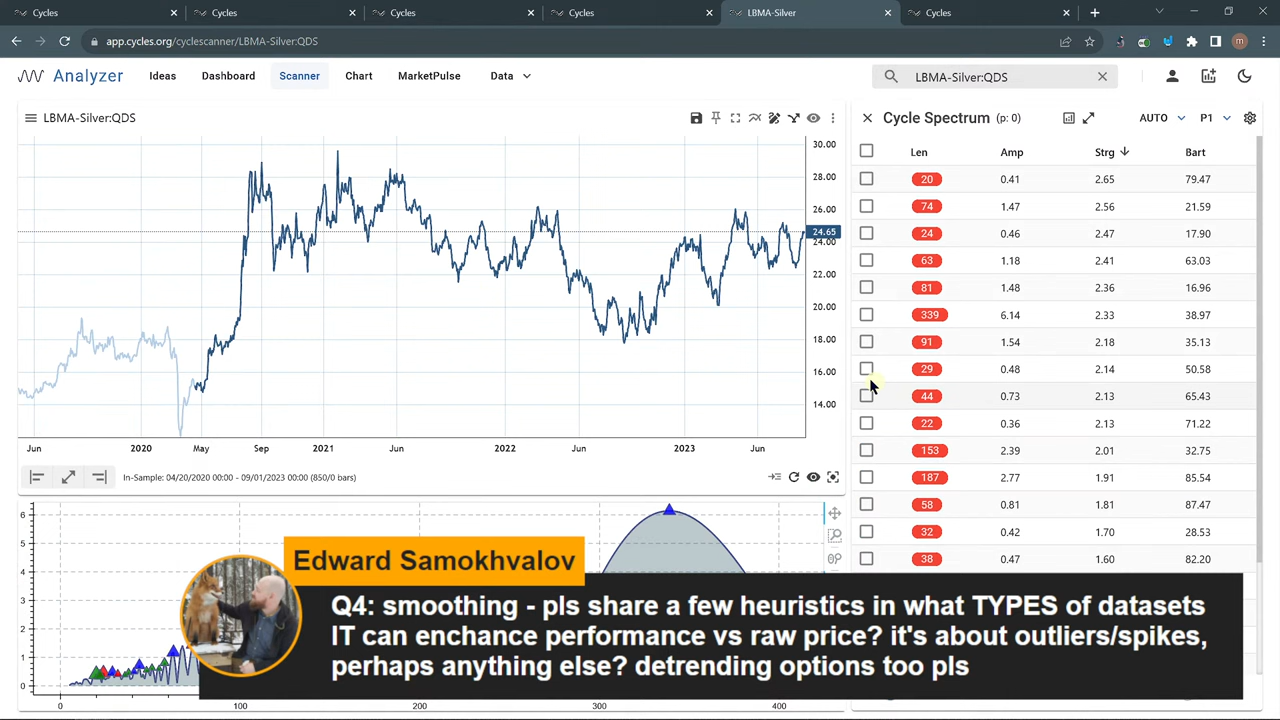 Cycles
Cycles
Cycles
Cycles
LBMA-Silver
Cycles
app.cycles.org/cyclescanner/LBMA-Silver:QDS
m
Analyzer
Ideas
Dashboard
Scanner
Chart
MarketPulse
Data
LBMA-Silver:QDS
LBMA-Silver:QDS
30.00
28.00
26.00
24.65
24.00
22.00
20.00
18.00
16.00
14.00
Jun
2020
May
Sep
2021
Jun
2022
Jun
2023
Jun
In-Sample: 04/20/2020 00:00 - 09/01/2023 00:00 (850/0 bars)
Cycle Spectrum (p: 0)
AUTO
P1
Len Amp Strg Bart
20 0.41 2.65 79.47
74 1.47 2.56 21.59
24 0.46 2.47 17.90
63 1.18 2.41 63.03
81 1.48 2.36 16.96
339 6.14 2.33 38.97
91 1.54 2.18 35.13
29 0.48 2.14 50.58
44 0.73 2.13 65.43
22 0.36 2.13 71.22
153 2.39 2.01 32.75
187 2.77 1.91 85.54
58 0.81 1.81 87.47
32 0.42 1.70 28.53
38 0.47 1.60 82.20
6
5
4
3
2
1
0
0
100
200
300
400
Edward Samokhvalov
Q4: smoothing - pls share a few heuristics in what TYPES of datasets
IT can enchance performance vs raw price? it's about outliers/spikes,
perhaps anything else? detrending options too pls